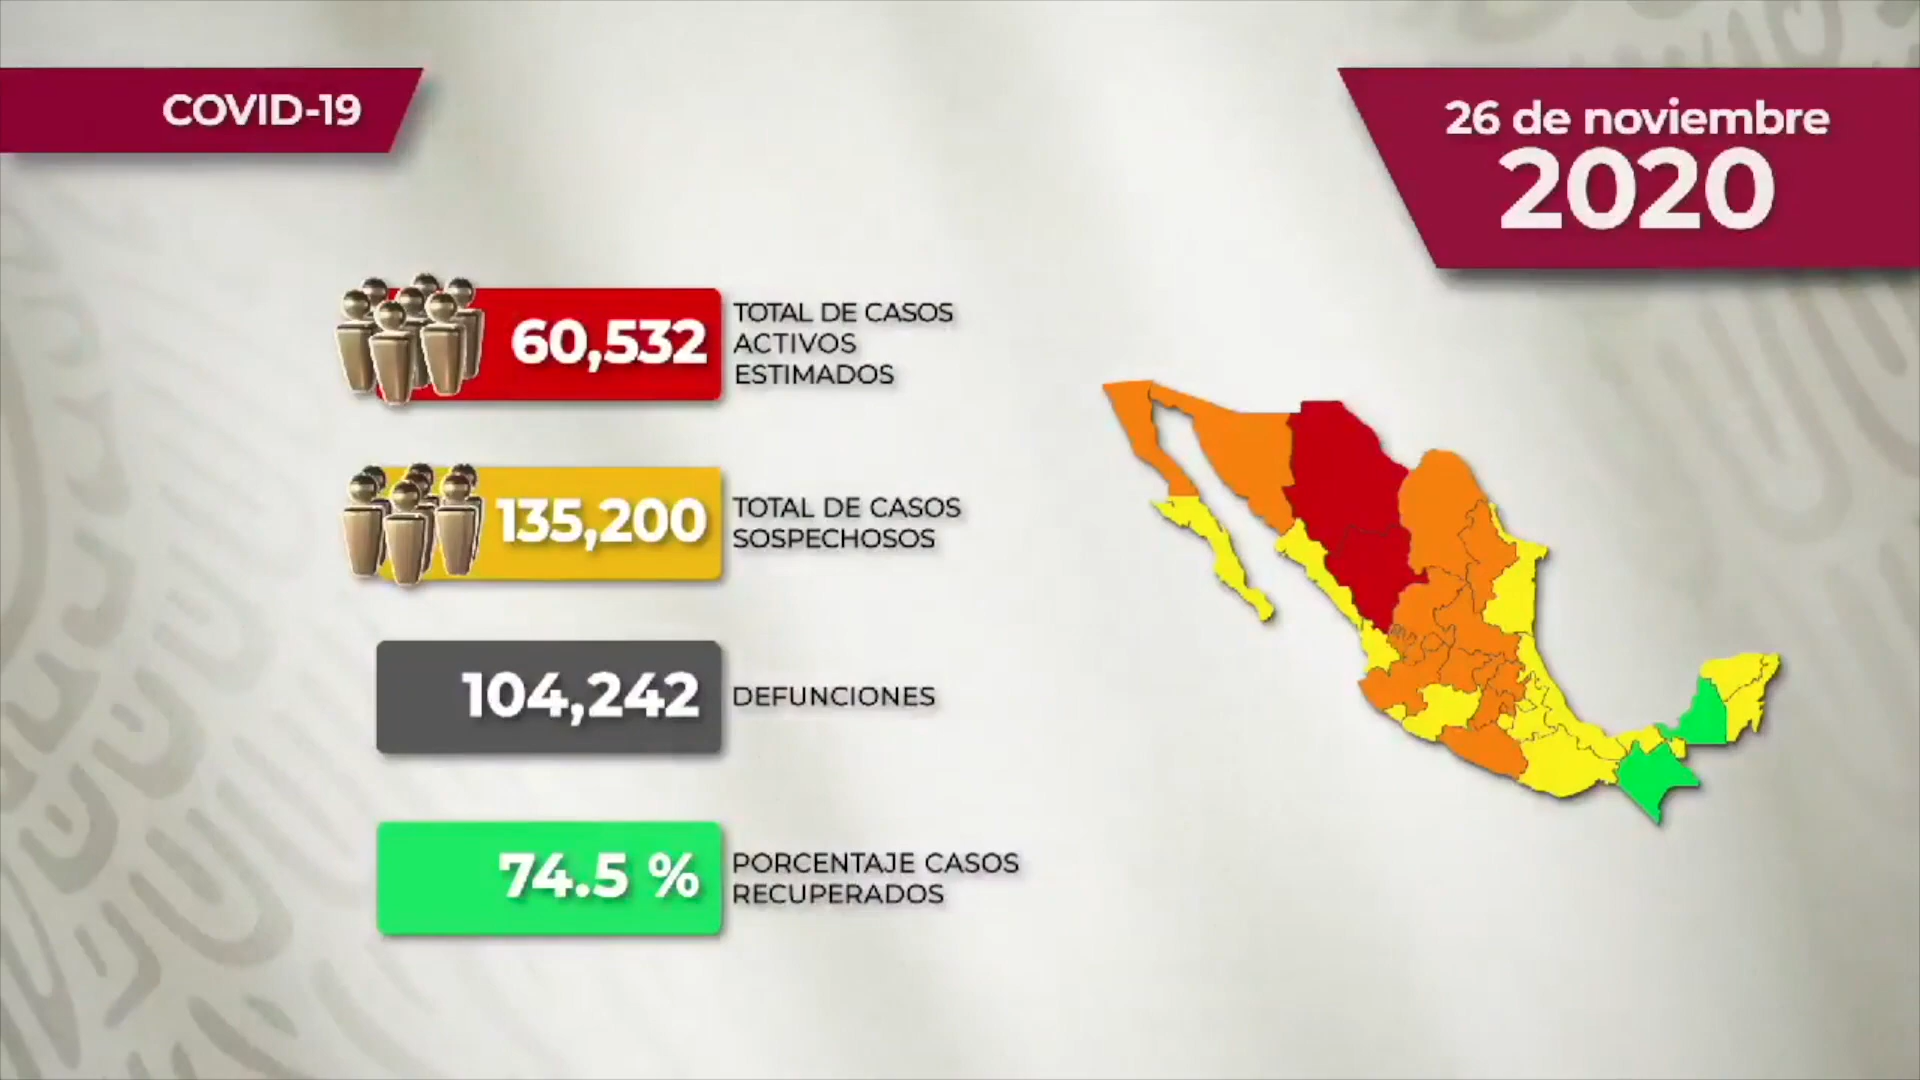 COVID-19
26 de noviembre
2020
60,532
TOTAL DE CASOS
ACTIVOS
ESTIMADOS
135,200
TOTAL DE CASOS
SOSPECHOSOS
104,242
DEFUNCIONES
74.5 %
PORCENTAJE CASOS
RECUPERADOS